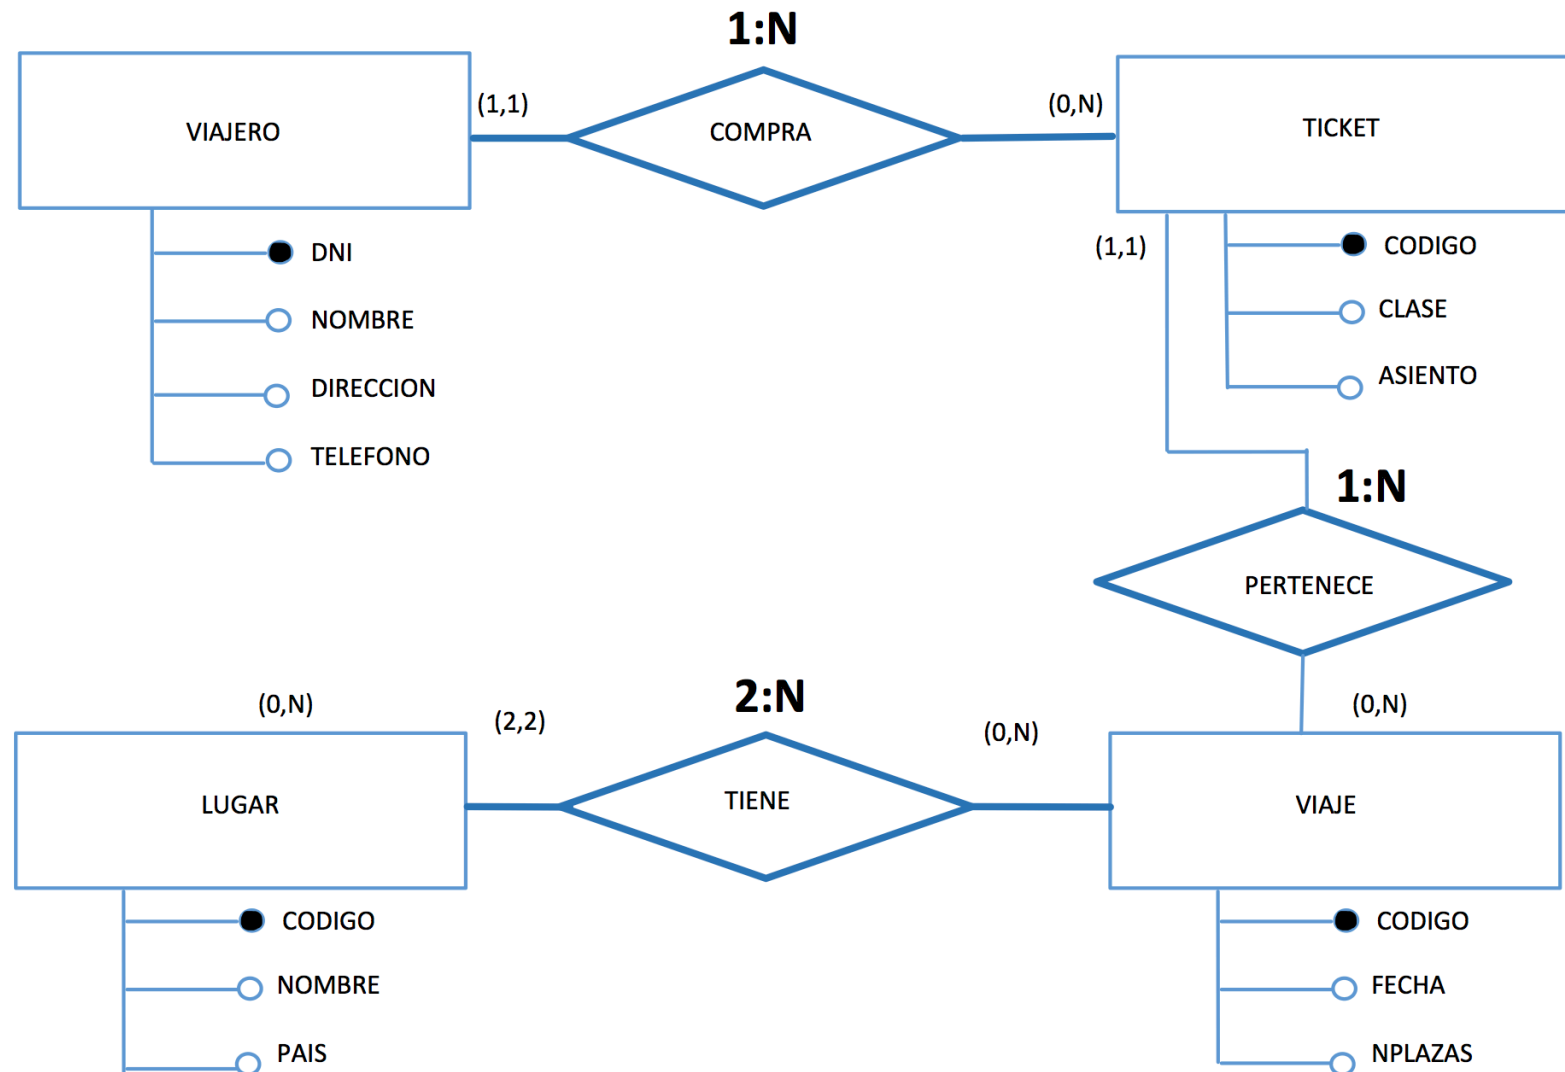 1:N
VIAJERO
(1,1)
COMPRA
(0,N)
TICKET
DNI
NOMBRE
DIRECCION
TELEFONO
(1,1)
CODIGO
CLASE
ASIENTO
1:N
PERTENECE
(0,N)
2:N
(0,N)
(2,2)
(0,N)
LUGAR
TIENE
VIAJE
CODIGO
NOMBRE
PAIS
CODIGO
FECHA
NPLAZAS